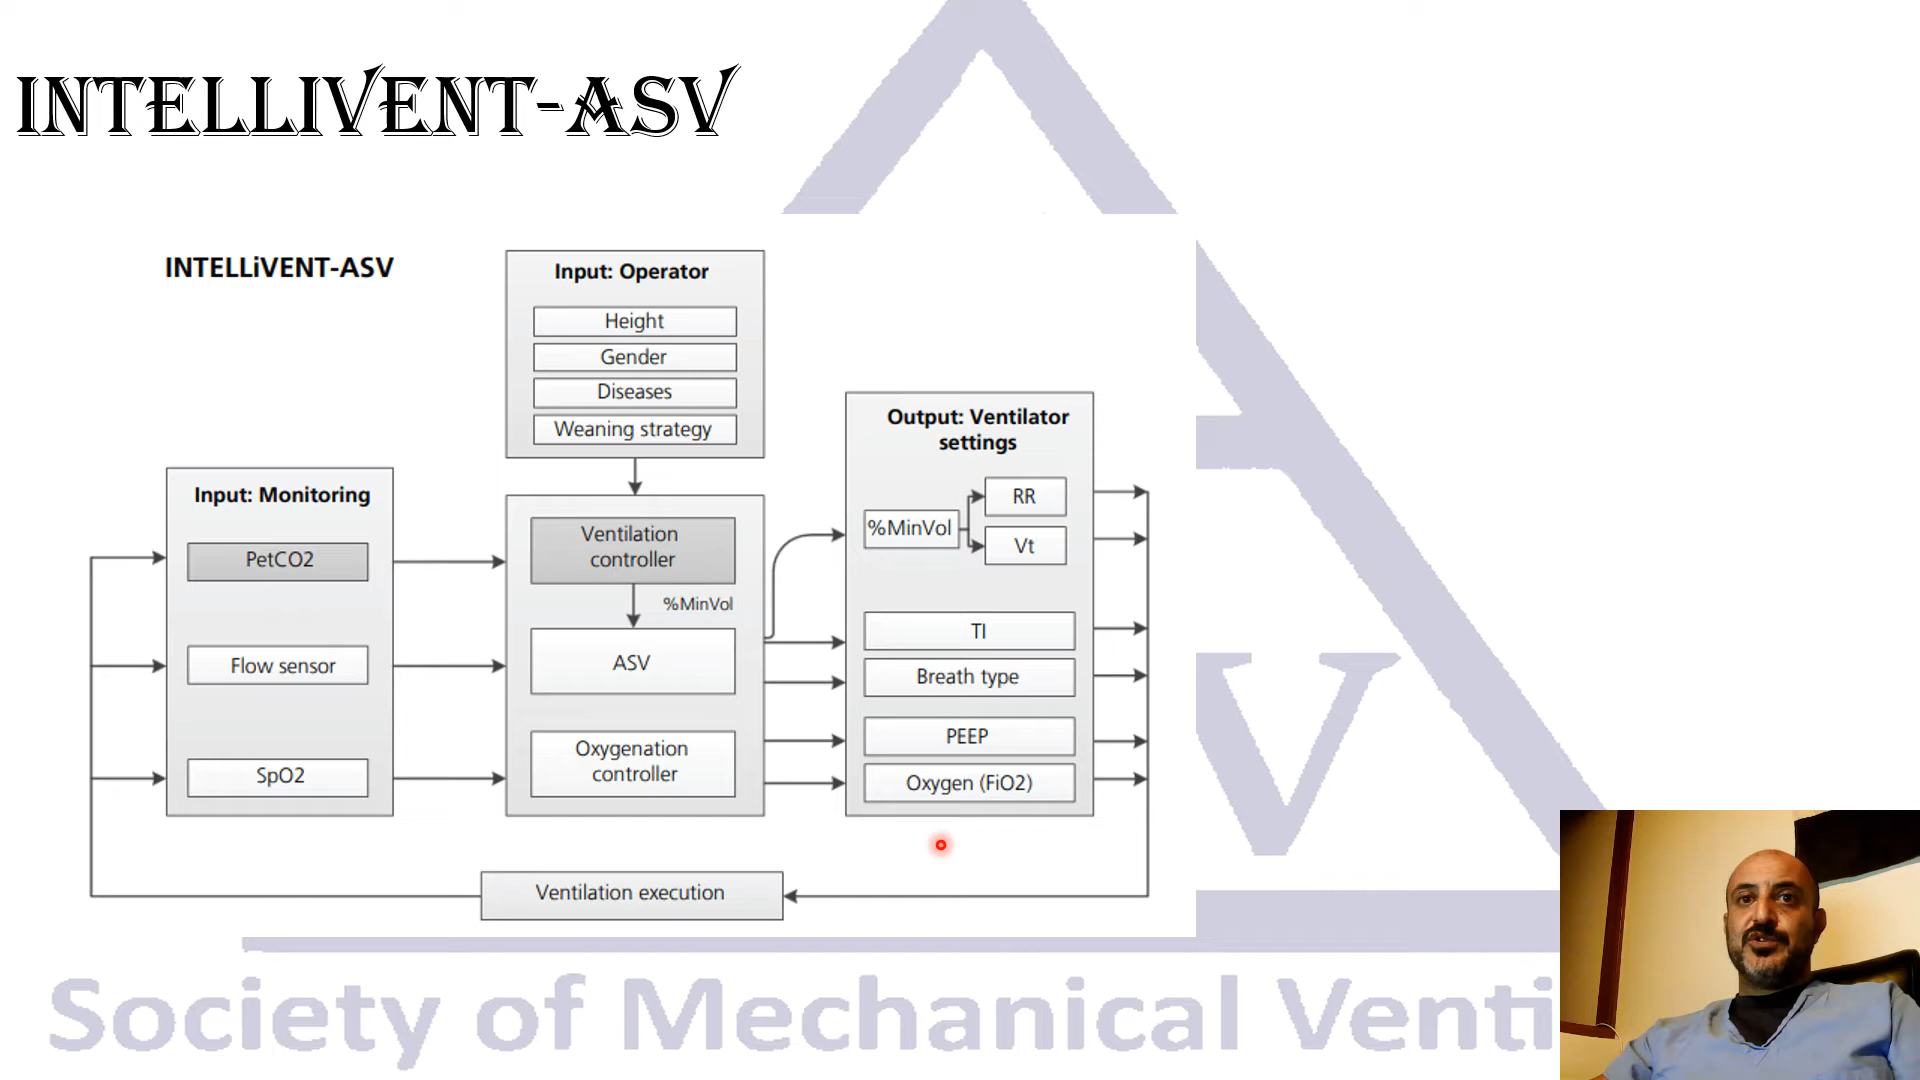 INTELLIVENT-ASV
INTELLiVENT-ASV
Input: Operator
Height
Gender
Diseases
Weaning strategy
Input: Monitoring
PetCO2
Flow sensor
SpO2
Ventilation
controller
%MinVol
ASV
Oxygenation
controller
Output: Ventilator
settings
%MinVol
RR
Vt
TI
Breath type
PEEP
Oxygen (FiO2)
Ventilation execution
Society of Mechanical Venti